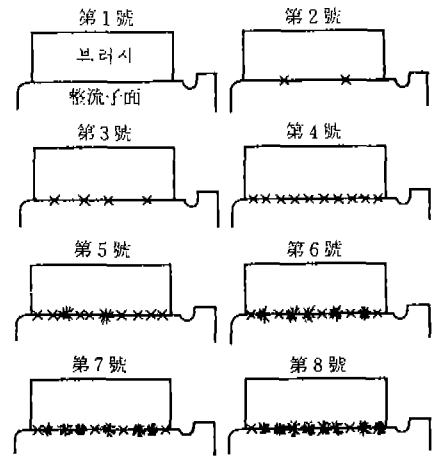 第1號
第2號
브러시
整流子面
第3號
第4號
第5號
第6號
第7號
第8號